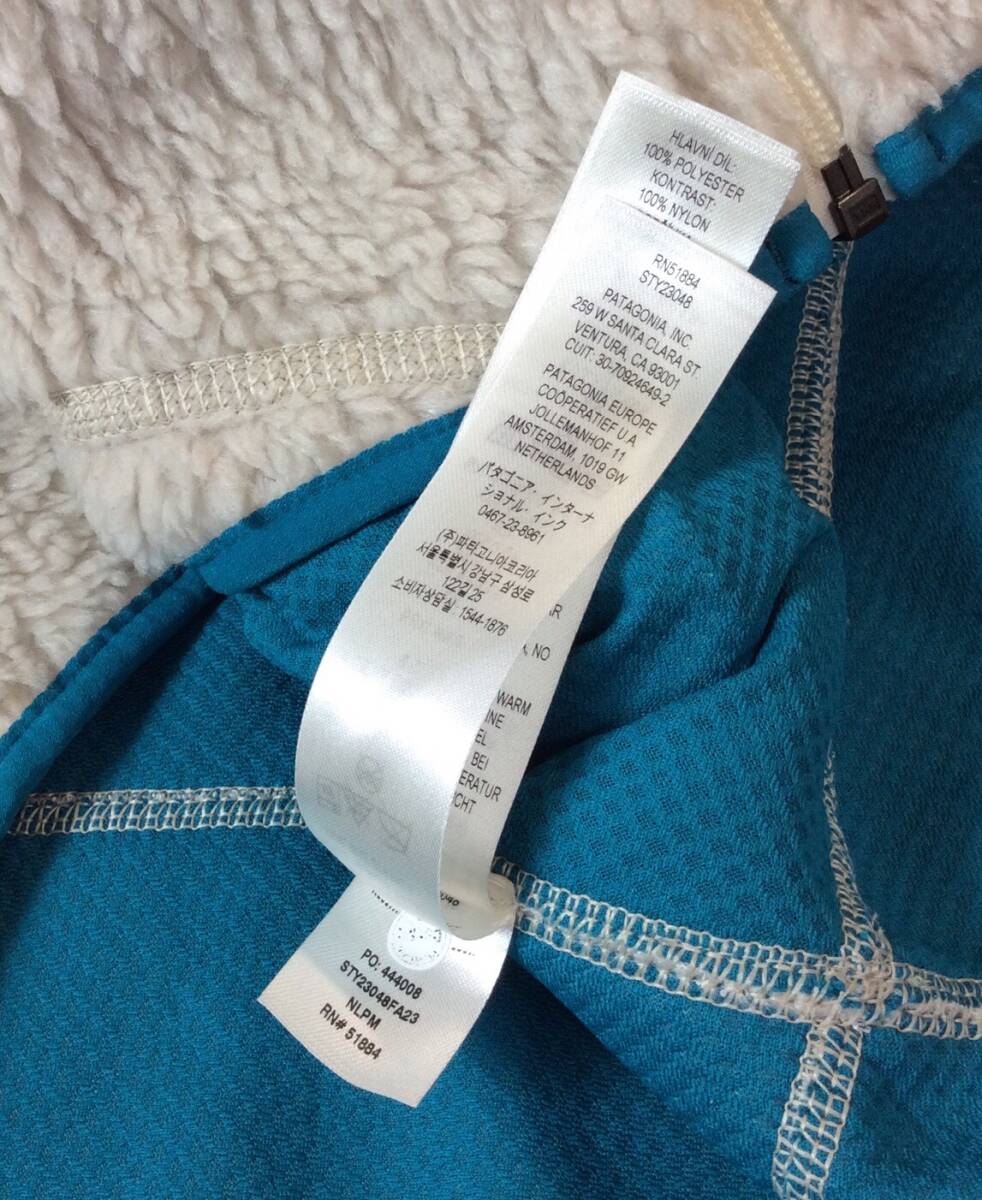 HLAVNÍ DÍL:
100% POLYESTER
KONTRAST:
100% NYLON
RN51884
STY23048
PATAGONIA, INC.
259 W SANTA CLARA ST.
VENTURA, CA 93001
CUIT: 30-70924649-2
PATAGONIA EUROPE
COÖPERATIEF U.A.
JOLLEMANHOF 11
AMSTERDAM, 1019 GW
NETHERLANDS
パタゴニア・インターナ
ショナル・インク
0467-23-8961
(주)파타고니아코리아
서울특별시 강남구 삼성로
122길 25
소비자상담실: 1544-1876
NO
WARM
BEI
PO: 444008
STY23048FA23
NLPM
RN# 51884